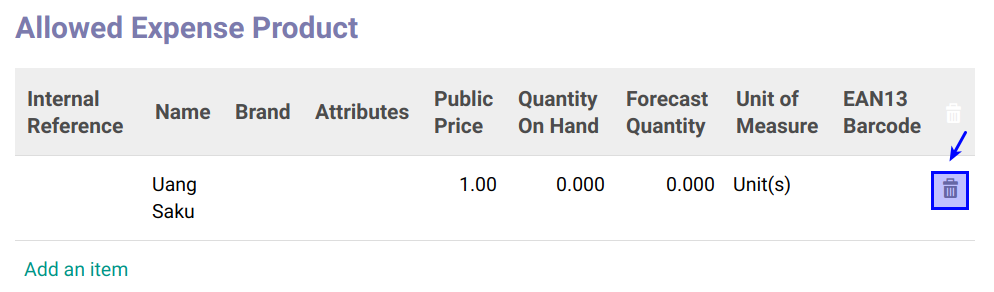 Allowed Expense Product
Internal Reference Name Brand Attributes Public Price Quantity On Hand Forecast Quantity Unit of Measure EAN13 Barcode
Uang Saku 1.00 0.000 0.000 Unit(s)
Add an item